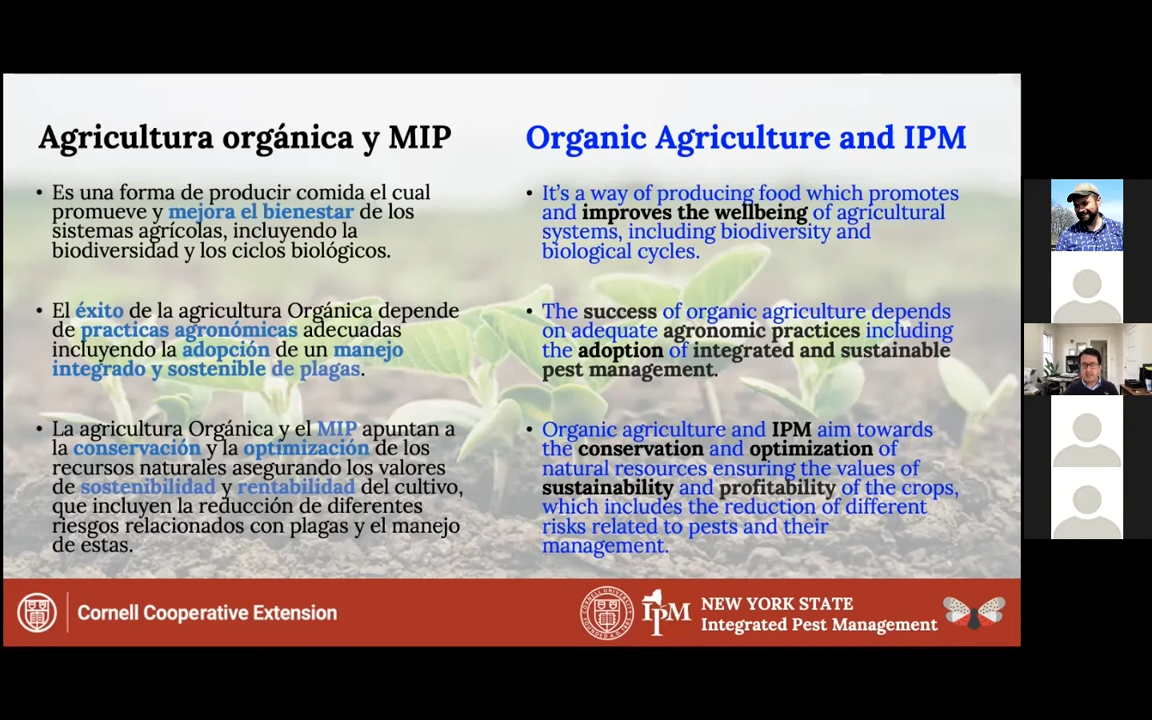 Agricultura orgánica y MIP
• Es una forma de producir comida el cual
promueve y mejora el bienestar de los
sistemas agrícolas, incluyendo la
biodiversidad y los ciclos biológicos.
• El éxito de la agricultura Orgánica depende
de practicas agronómicas adecuadas
incluyendo la adopción de un manejo
integrado y sostenible de plagas.
• La agricultura Orgánica y el MIP apuntan a
la conservación y la optimización de los
recursos naturales asegurando los valores
de sostenibilidad y rentabilidad del cultivo,
que incluyen la reducción de diferentes
riesgos relacionados con plagas y el manejo
de estas.
Organic Agriculture and IPM
• It's a way of producing food which promotes
and improves the wellbeing of agricultural
systems, including biodiversity and
biological cycles.
• The success of organic agriculture depends
on adequate agronomic practices including
the adoption of integrated and sustainable
pest management.
• Organic agriculture and IPM aim towards
the conservation and optimization of
natural resources ensuring the values of
sustainability and profitability of the crops,
which includes the reduction of different
risks related to pests and their
management.
Cornell Cooperative Extension
IPM
NEW YORK STATE
Integrated Pest Management